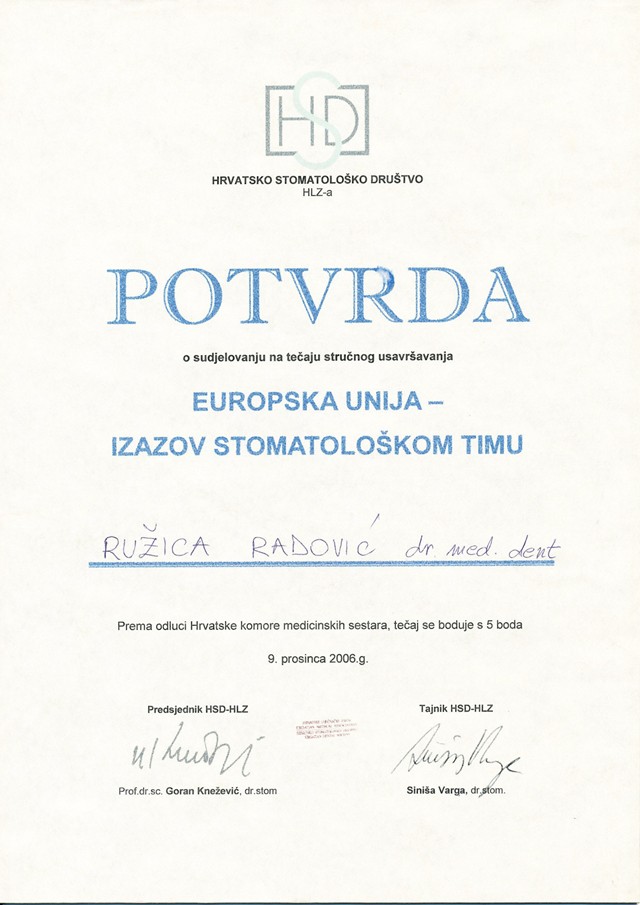 HSD
HRVATSKO STOMATOLOŠKO DRUŠTVO
HLZ-a
POTVRDA
o sudjelovanju na tečaju stručnog usavršavanja
EUROPSKA UNIJA –
IZAZOV STOMATOLOŠKOM TIMU
RUŽICA RADOVIĆ dr. med. dent
Prema odluci Hrvatske komore medicinskih sestara, tečaj se boduje s 5 boda
9. prosinca 2006.g.
Predsjednik HSD-HLZ
Tajnik HSD-HLZ
Prof.dr.sc. Goran Knežević, dr.stom
Siniša Varga, dr.stom.